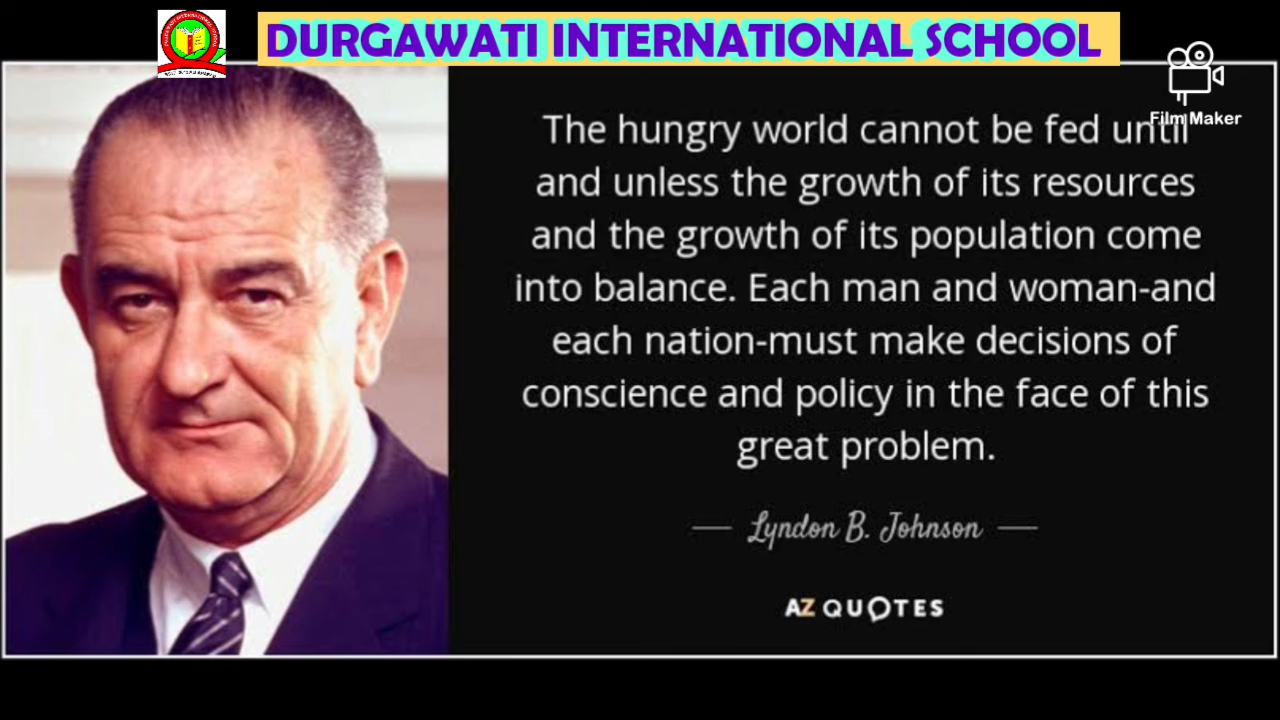 DURGAWATI INTERNATIONAL SCHOOL
Film Maker
The hungry world cannot be fed until
and unless the growth of its resources
and the growth of its population come
into balance. Each man and woman-and
each nation-must make decisions of
conscience and policy in the face of this
great problem.
Lyndon B. Johnson
AZ QUOTES